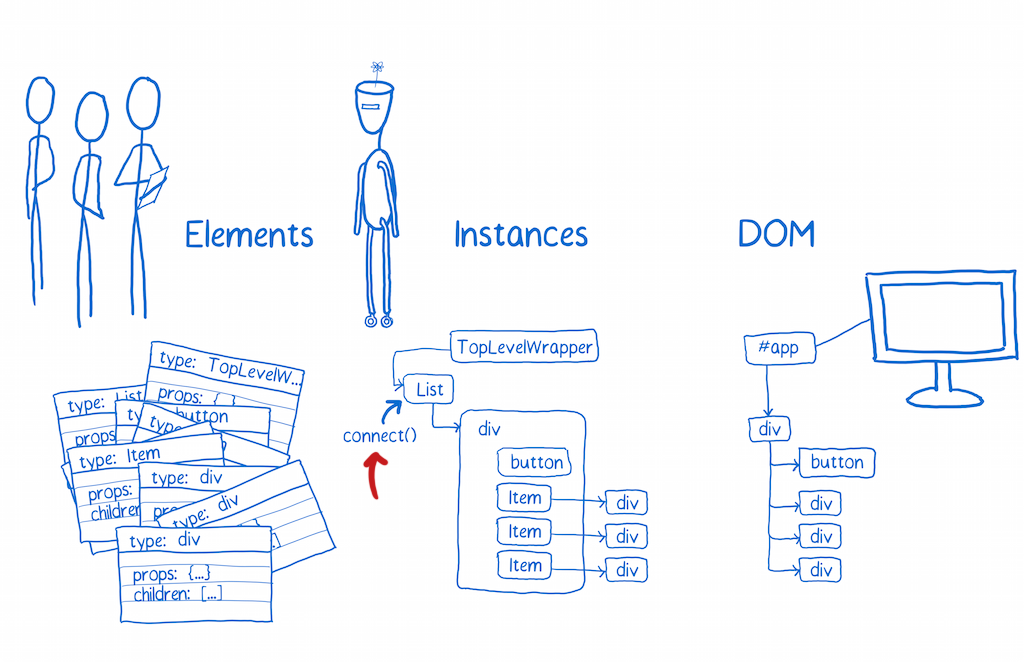 Elements
Instances
DOM
type: TopLevelW...
props: { }
type: List
props
button
type
type: Item
props:
children
type: div
type: div
type: div
props: {...}
children: [...]
TopLevelWrapper
List
connect()
div
button
Item
div
Item
div
Item
div
#app
div
button
div
div
div